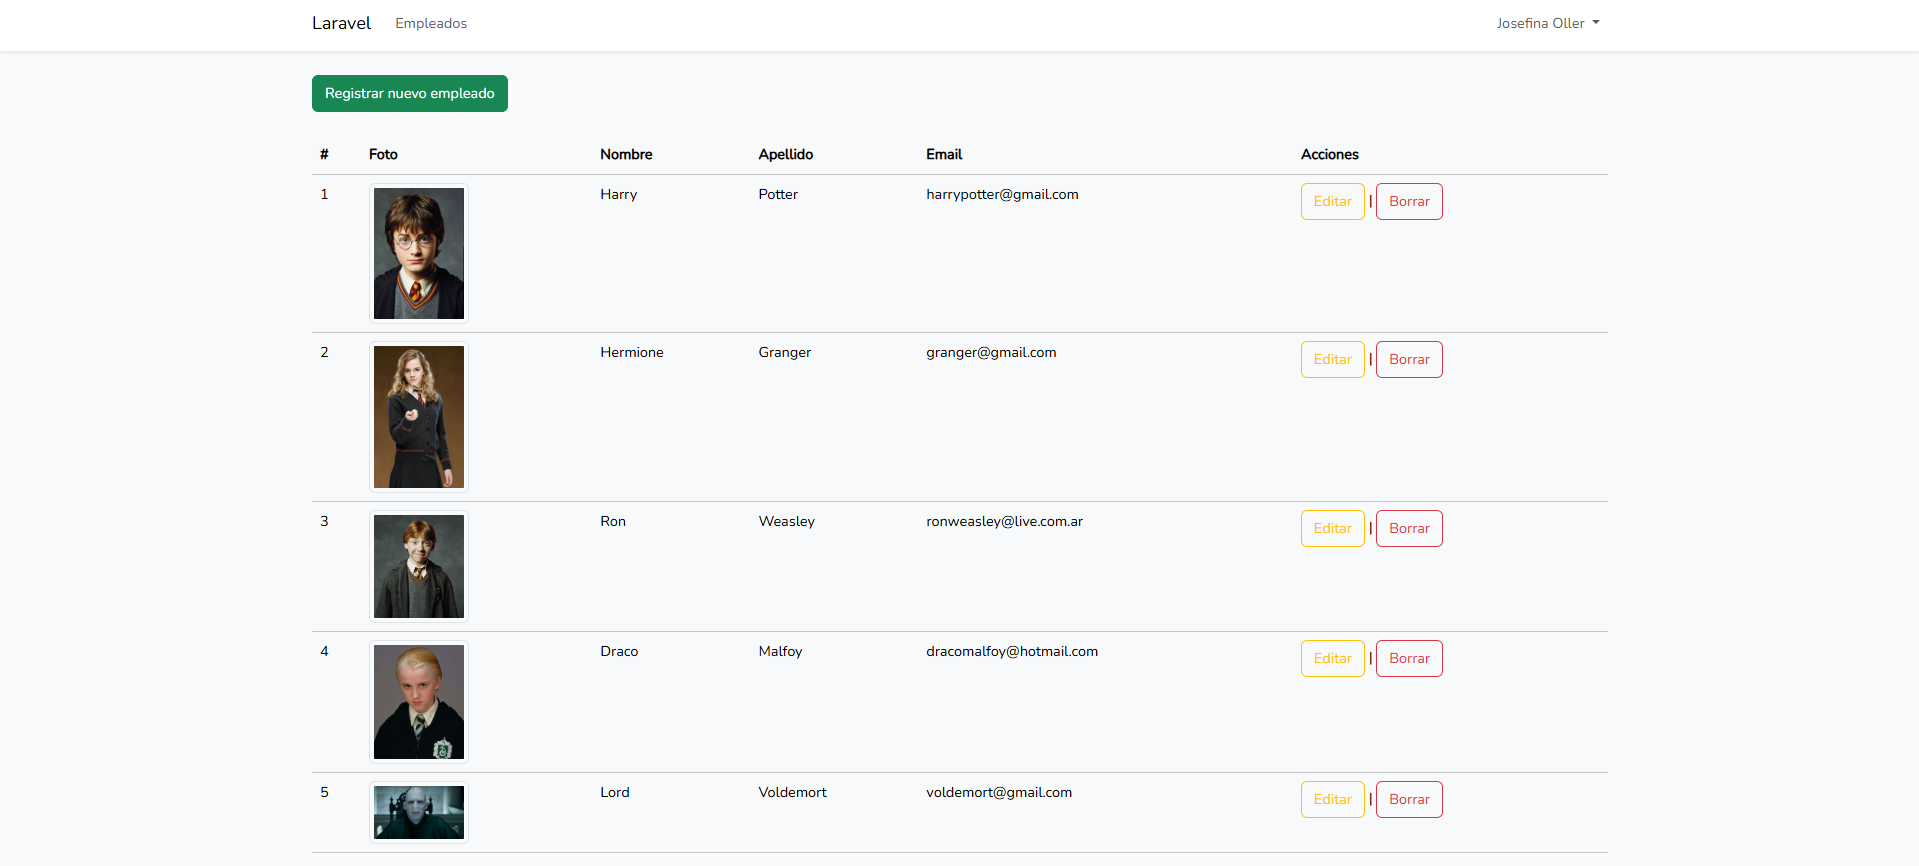 Laravel Empleados Josefina Oller
Registrar nuevo empleado
# Foto Nombre Apellido Email Acciones
1 Harry Potter harrypotter@gmail.com Editar | Borrar
2 Hermione Granger granger@gmail.com Editar | Borrar
3 Ron Weasley ronweasley@live.com.ar Editar | Borrar
4 Draco Malfoy dracomalfoy@hotmail.com Editar | Borrar
5 Lord Voldemort voldemort@gmail.com Editar | Borrar